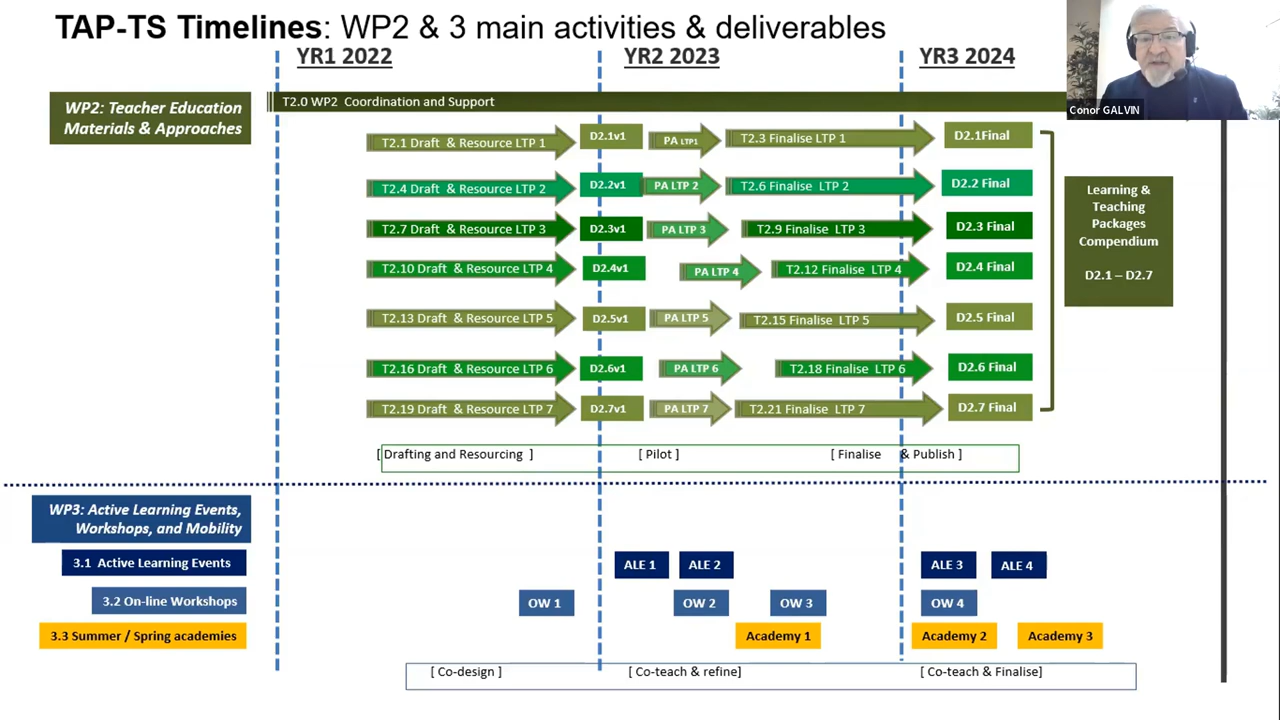 TAP-TS Timelines: WP2 & 3 main activities & deliverables
YR1 2022
YR2 2023
YR3 2024
Conor GALVIN
WP2: Teacher Education
Materials & Approaches
T2.0 WP2 Coordination and Support
T2.1 Draft & Resource LTP 1
D2.1v1
PA LTP1
T2.3 Finalise LTP 1
D2.1Final
T2.4 Draft & Resource LTP 2
D2.2v1
PA LTP 2
T2.6 Finalise LTP 2
D2.2 Final
T2.7 Draft & Resource LTP 3
D2.3v1
PA LTP 3
T2.9 Finalise LTP 3
D2.3 Final
T2.10 Draft & Resource LTP 4
D2.4v1
PA LTP 4
T2.12 Finalise LTP 4
D2.4 Final
T2.13 Draft & Resource LTP 5
D2.5v1
PA LTP 5
T2.15 Finalise LTP 5
D2.5 Final
T2.16 Draft & Resource LTP 6
D2.6v1
PA LTP 6
T2.18 Finalise LTP 6
D2.6 Final
T2.19 Draft & Resource LTP 7
D2.7v1
PA LTP 7
T2.21 Finalise LTP 7
D2.7 Final
Learning &
Teaching
Packages
Compendium
D2.1 – D2.7
[ Drafting and Resourcing ]
[ Pilot ]
[ Finalise & Publish ]
WP3: Active Learning Events,
Workshops, and Mobility
3.1 Active Learning Events
ALE 1
ALE 2
ALE 3
ALE 4
3.2 On-line Workshops
OW 1
OW 2
OW 3
OW 4
3.3 Summer / Spring academies
Academy 1
Academy 2
Academy 3
[ Co-design ]
[ Co-teach & refine]
[ Co-teach & Finalise]